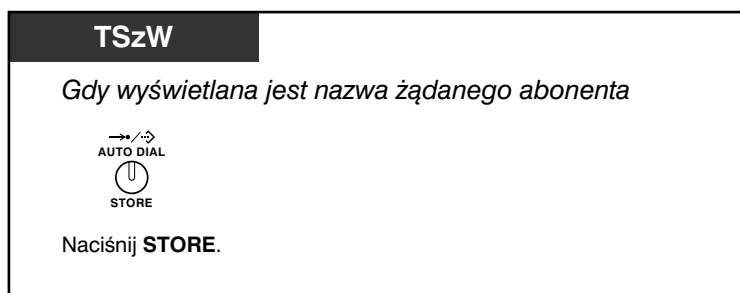 TSzW
Gdy wyświetlana jest nazwa żądanego abonenta
AUTO DIAL
STORE
Naciśnij STORE.